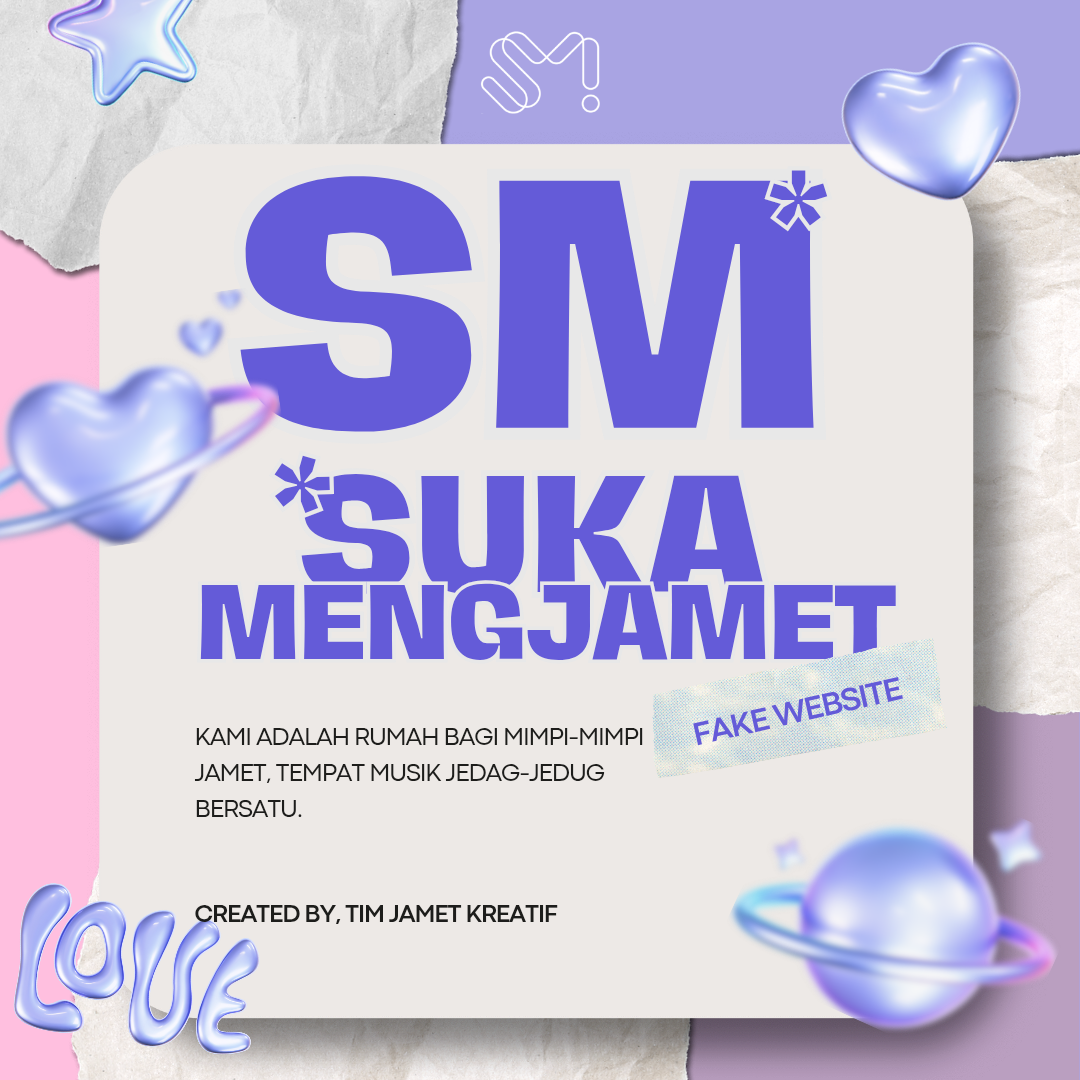 SM!
SM*
*SUKA
MENGJAMET
FAKE WEBSITE
KAMI ADALAH RUMAH BAGI MIMPI-MIMPI
JAMET, TEMPAT MUSIK JEDAG-JEDUG
BERSATU.
CREATED BY, TIM JAMET KREATIF
LOVE